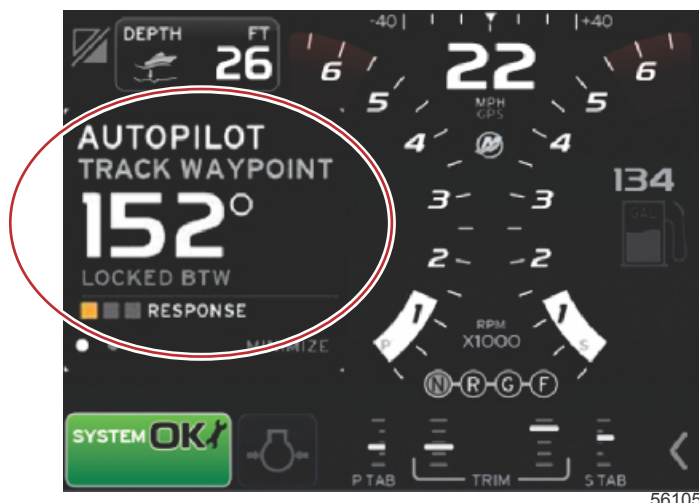 DEPTH FT
26
-40 +40
22
MPH
GPS
6 6
5 5
4 4
3 3
2 2
1 1
RPM
X1000
P S
N R G F
AUTOPILOT
TRACK WAYPOINT
152°
LOCKED BTW
RESPONSE
MINIMIZE
134
GAL
SYSTEM OK
P TAB TRIM S TAB